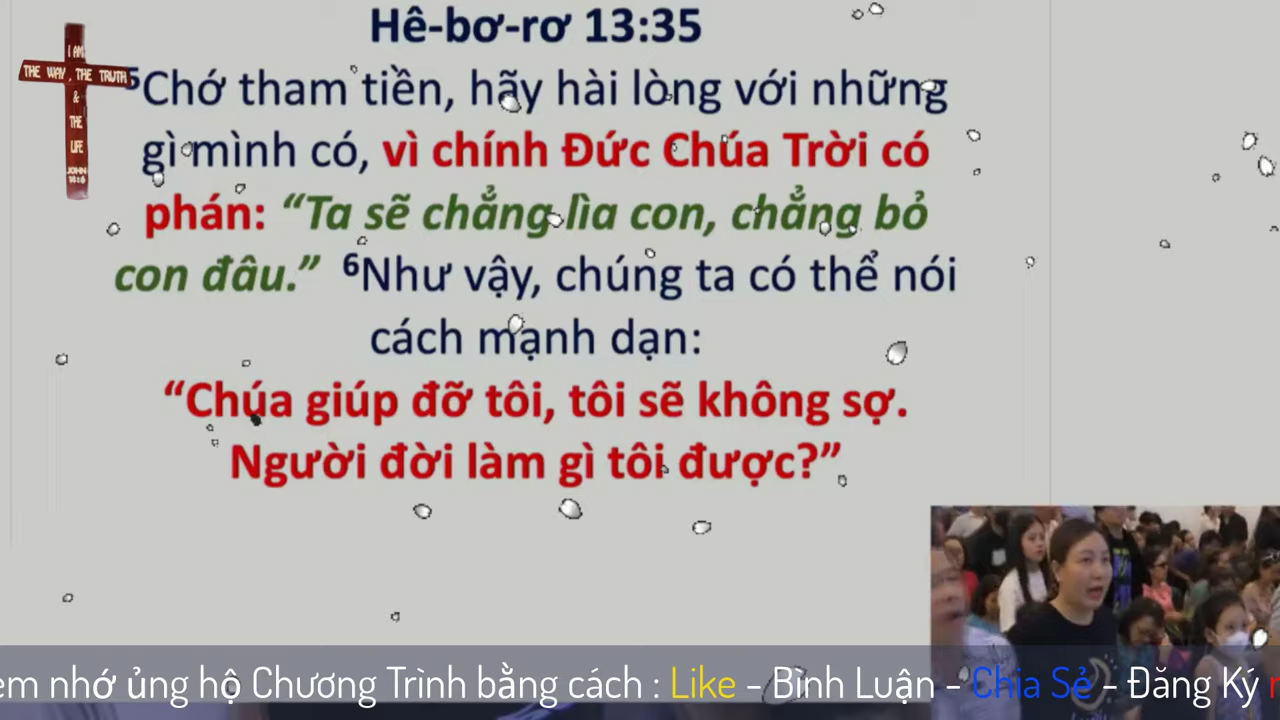 Hê-bơ-rơ 13:35
⁵Chớ tham tiền, hãy hài lòng với những
gì mình có, vì chính Đức Chúa Trời có
phán: “Ta sẽ chẳng lìa con, chẳng bỏ
con đâu.” ⁶Như vậy, chúng ta có thể nói
cách mạnh dạn:
“Chúa giúp đỡ tôi, tôi sẽ không sợ.
Người đời làm gì tôi được?”
I AM
THE WAY, THE TRUTH
&
THE
LIFE
JOHN
14:6
em nhớ ủng hộ Chương Trình bằng cách : Like - Bình Luận - Chia Sẻ - Đăng Ký